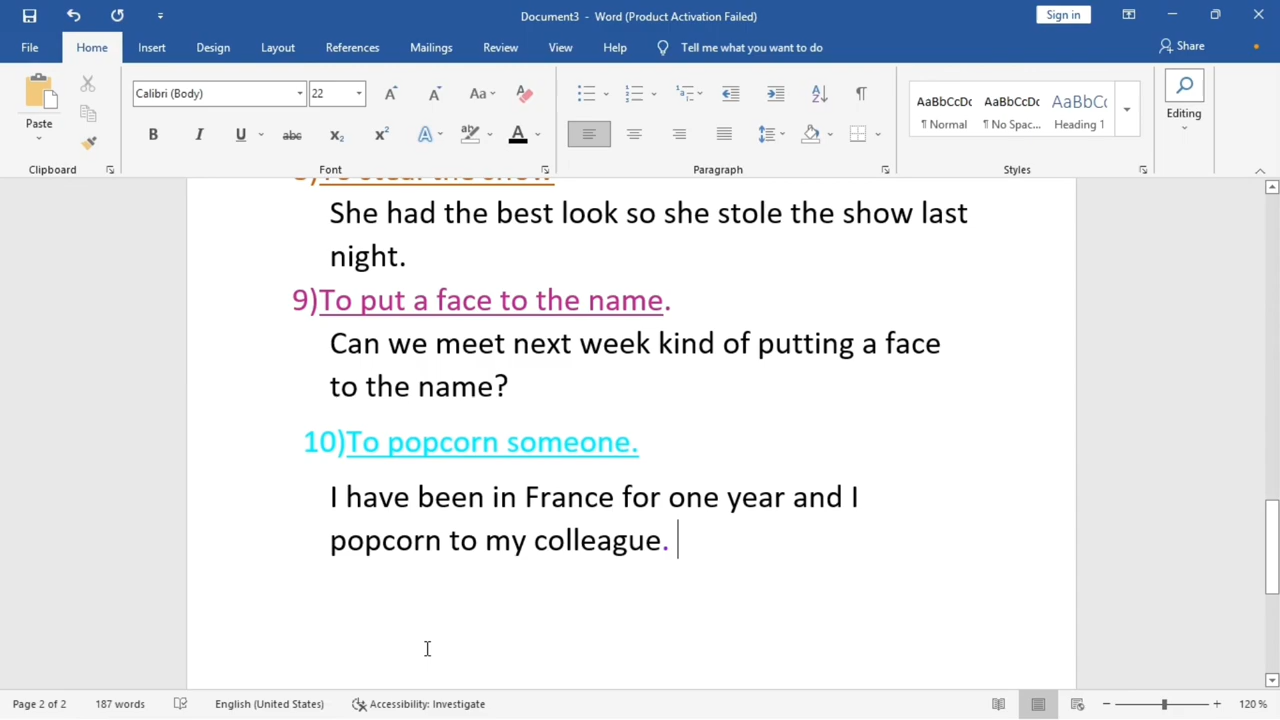 Document3 - Word (Product Activation Failed)
Sign in
File Home Insert Design Layout References Mailings Review View Help Tell me what you want to do Share
Paste
Calibri (Body) 22
Editing
AaBbCcDc AaBbCcDc AaBbCc
¶ Normal ¶ No Spac... Heading 1
Clipboard Font Paragraph Styles
She had the best look so she stole the show last
night.
9)To put a face to the name.
Can we meet next week kind of putting a face
to the name?
10)To popcorn someone.
I have been in France for one year and I
popcorn to my colleague.
Page 2 of 2 187 words English (United States) Accessibility: Investigate 120 %